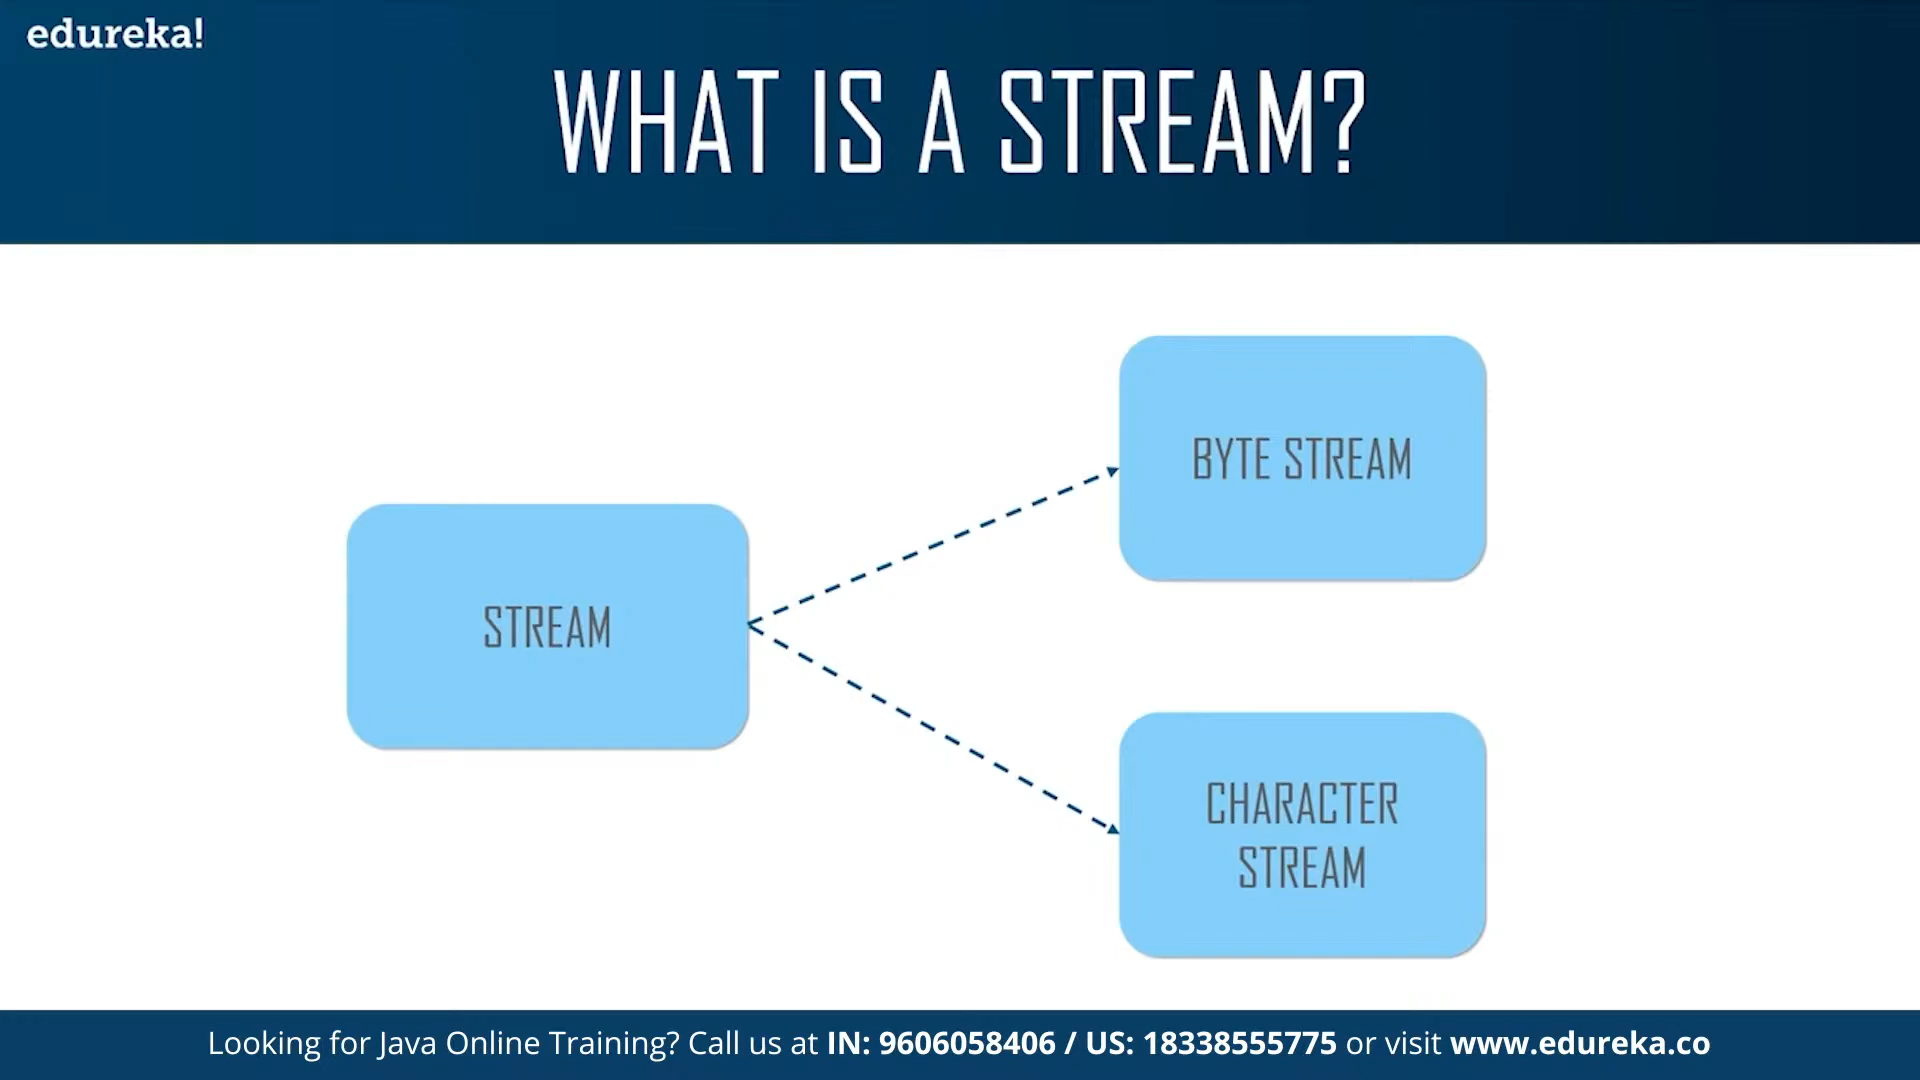 edureka!
WHAT IS A STREAM?
BYTE STREAM
STREAM
CHARACTER
STREAM
Looking for Java Online Training? Call us at IN: 9606058406 / US: 18338555775 or visit www.edureka.co